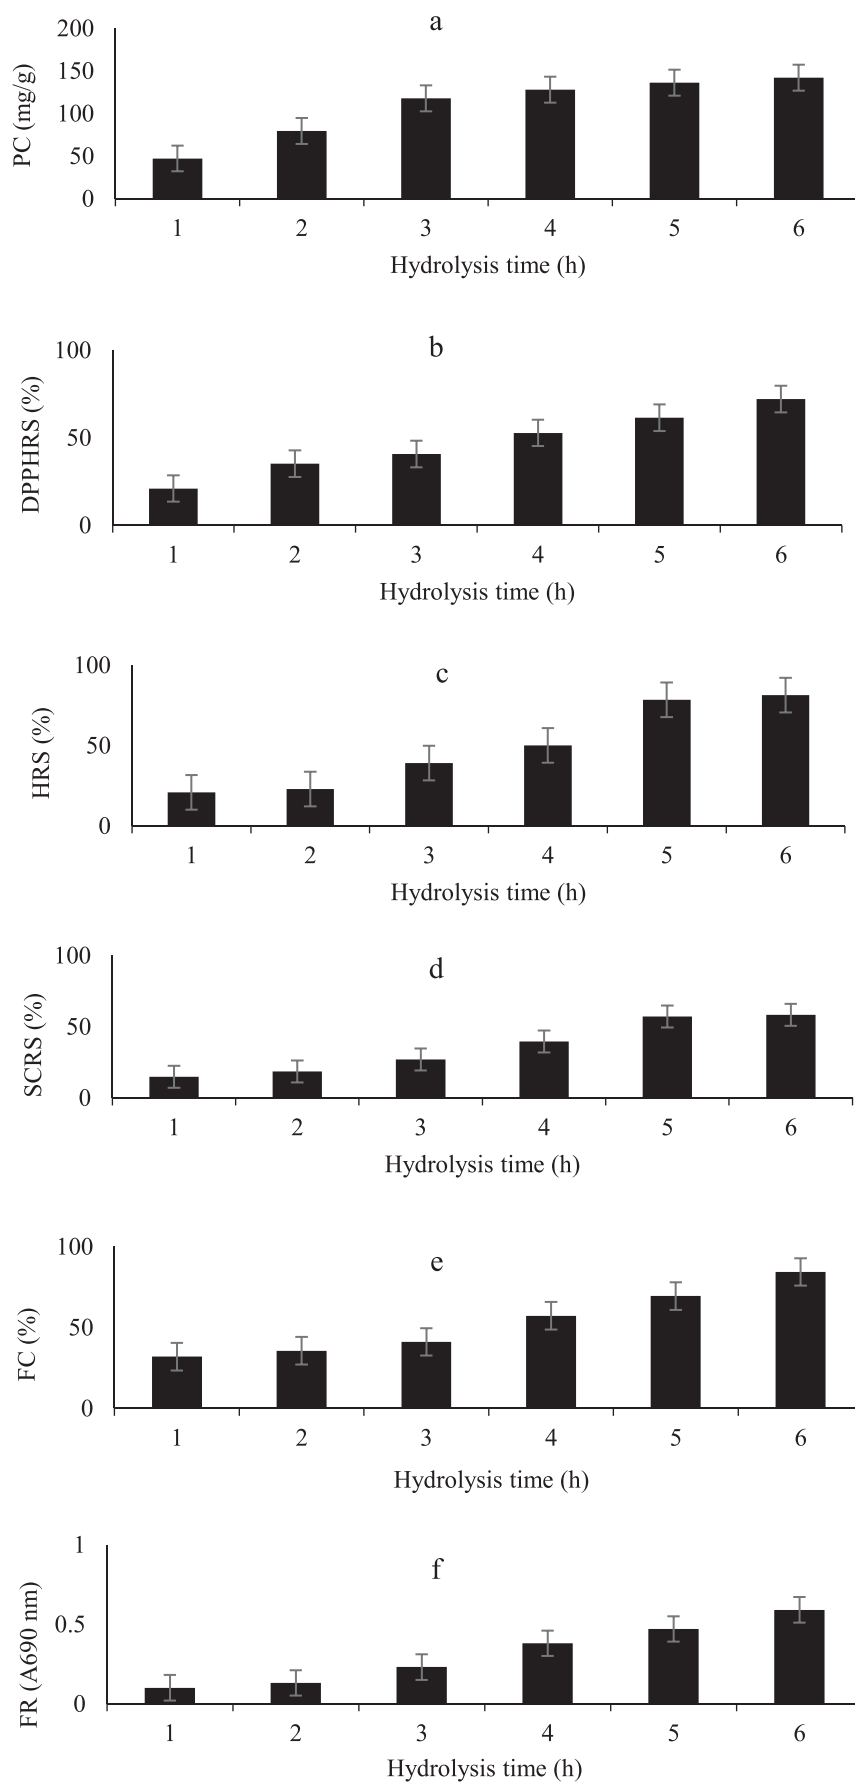 a
200
150
100
50
0
PC (mg/g)
1 2 3 4 5 6
Hydrolysis time (h)
b
100
50
0
DPPHRS (%)
1 2 3 4 5 6
Hydrolysis time (h)
c
100
50
0
HRS (%)
1 2 3 4 5 6
Hydrolysis time (h)
d
100
50
0
SCRS (%)
1 2 3 4 5 6
Hydrolysis time (h)
e
100
50
0
FC (%)
1 2 3 4 5 6
Hydrolysis time (h)
f
1
0.5
0
FR (A690 nm)
1 2 3 4 5 6
Hydrolysis time (h)